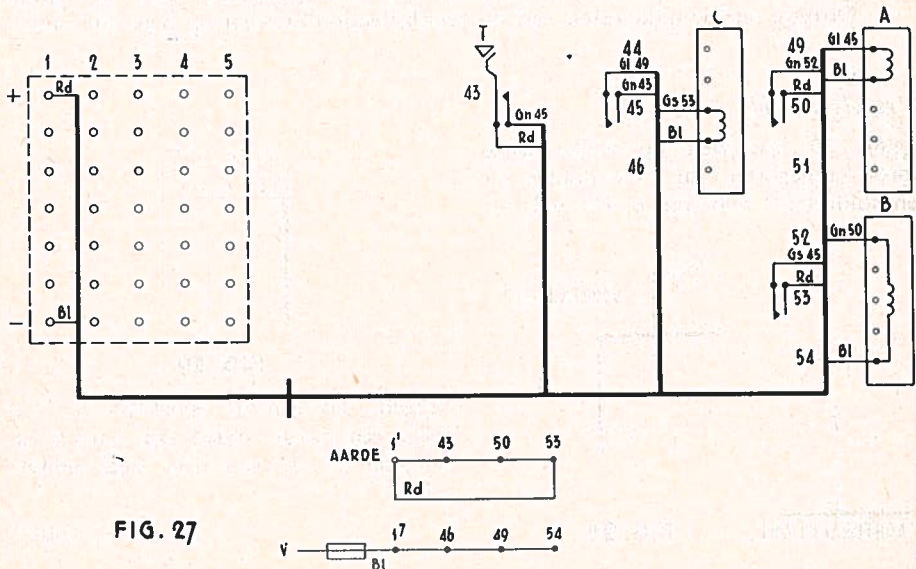 T C A
1 2 3 4 5
+ Rd
44 49 Gl 45
Gl 49 Gn 52 Bl
43 Gn 43 Rd
Gn 45 45 Gs 53 50
Rd Bl
46 51
B
52 Gn 50
Gs 45
Rd
53
- Bl
54 Bl
1' 43 50 53
AARDE
Rd
FIG. 27
V 17 46 49 54
Bl